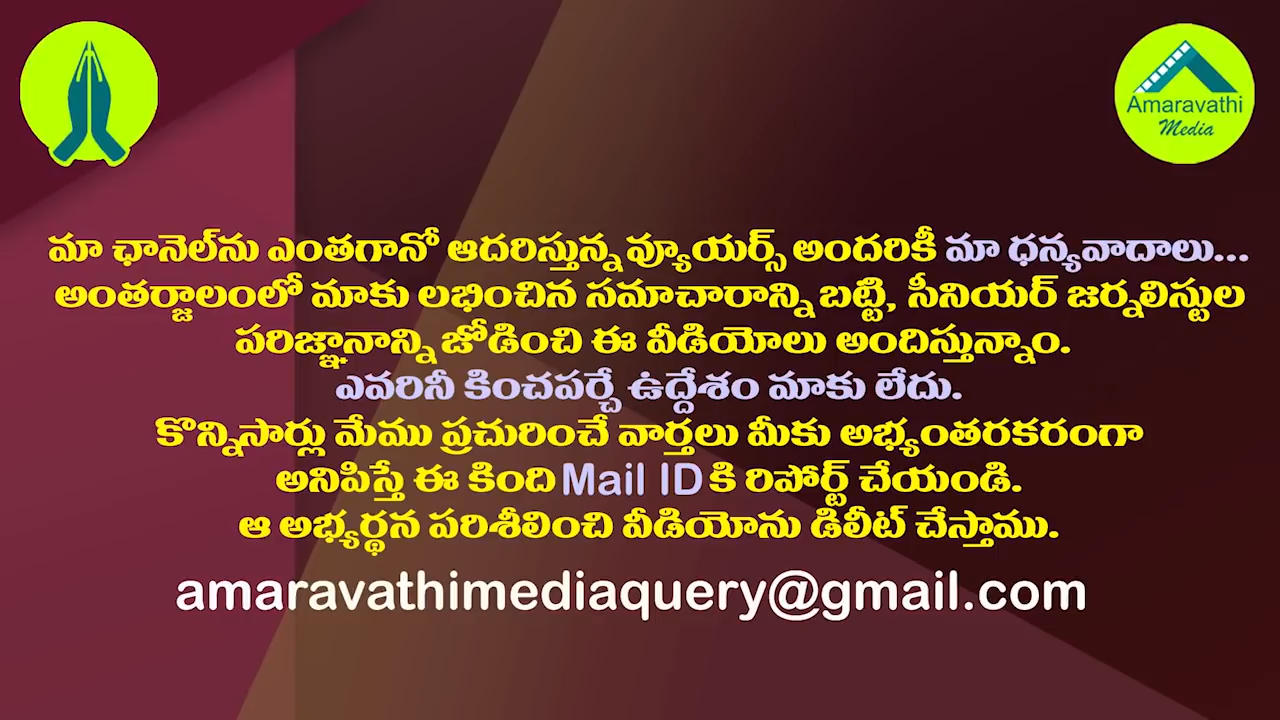 Amaravathi
Media
మా ఛానెల్‌ను ఎంతగానో ఆదరిస్తున్న వ్యూయర్స్ అందరికీ మా ధన్యవాదాలు...
అంతర్జాలంలో మాకు లభించిన సమాచారాన్ని బట్టి, సీనియర్ జర్నలిస్టుల
పరిజ్ఞానాన్ని జోడించి ఈ వీడియోలు అందిస్తున్నాం.
ఎవరినీ కించపర్చే ఉద్దేశం మాకు లేదు.
కొన్నిసార్లు మేము ప్రచురించే వార్తలు మీకు అభ్యంతరకరంగా
అనిపిస్తే ఈ కింది Mail ID కి రిపోర్ట్ చేయండి.
ఆ అభ్యర్థన పరిశీలించి వీడియోను డిలీట్ చేస్తాము.
amaravathimediaquery@gmail.com